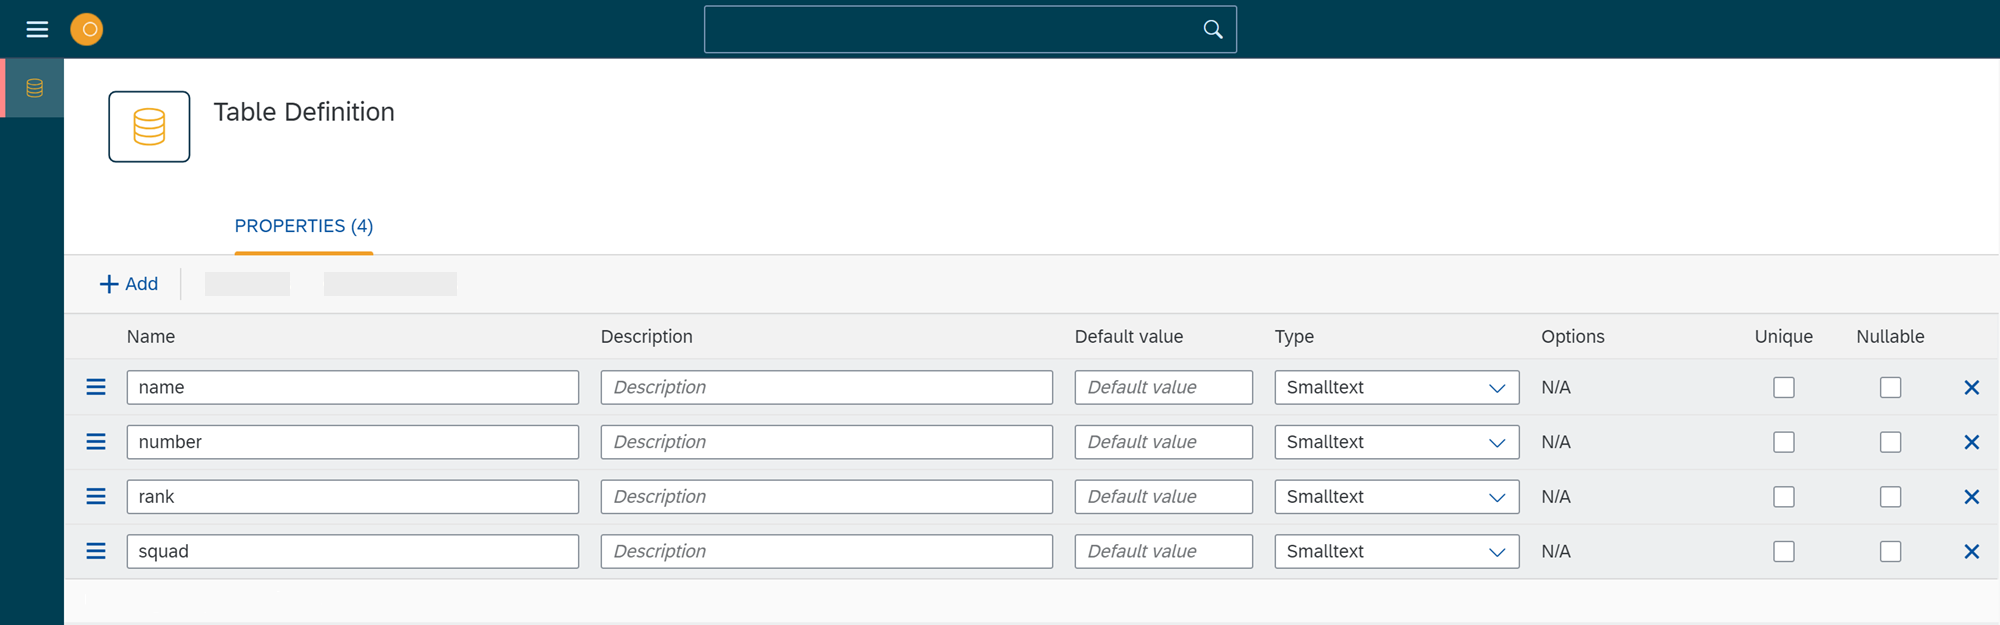 Table Definition
PROPERTIES (4)
Add
Name Description Default value Type Options Unique Nullable
name Description Default value Smalltext N/A
number Description Default value Smalltext N/A
rank Description Default value Smalltext N/A
squad Description Default value Smalltext N/A